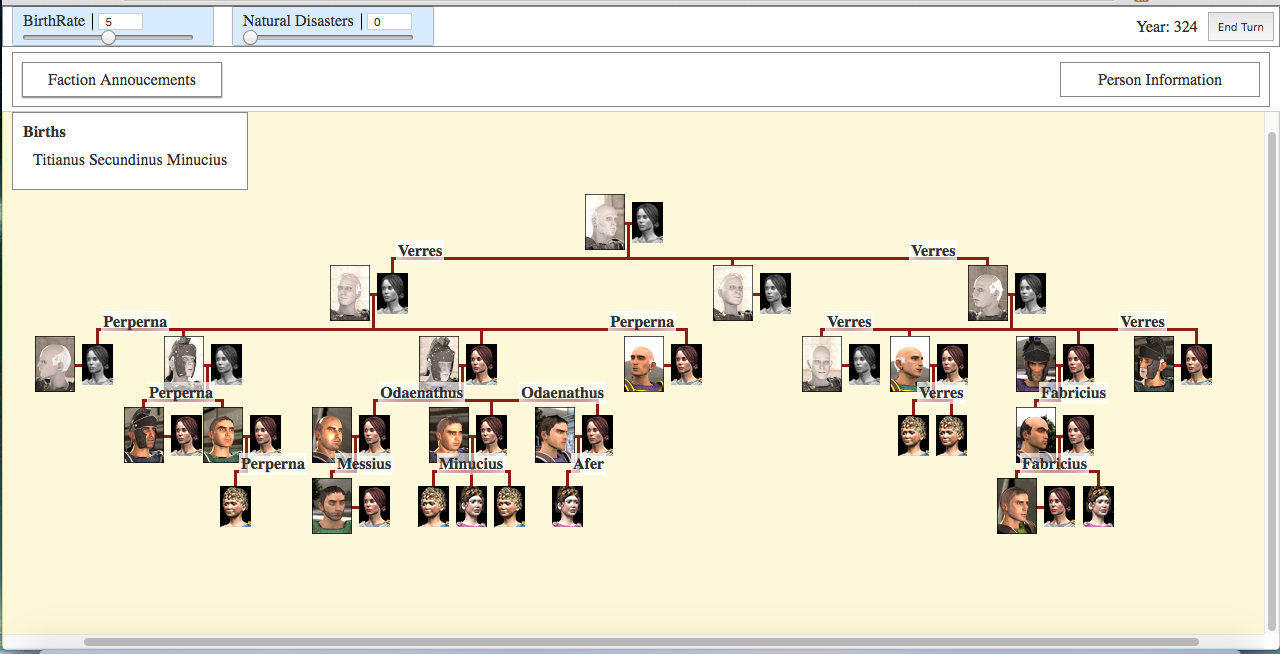 BirthRate 5 Natural Disasters 0 Year: 324 End Turn
Faction Annoucements Person Information
Births
Titianus Secundinus Minucius
Verres Verres
Perperna Perperna Verres Verres
Perperna Odaenathus Odaenathus Verres Fabricius
Perperna Messius Minucius Afer Fabricius